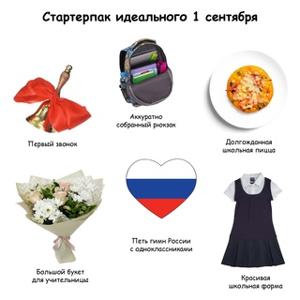 Стартерпак идеального 1 сентября
Первый звонок
Аккуратно
собранный рюкзак
Долгожданная
школьная пицца
Большой букет
для учительницы
Петь гимн России
с одноклассниками
Красивая
школьная форма